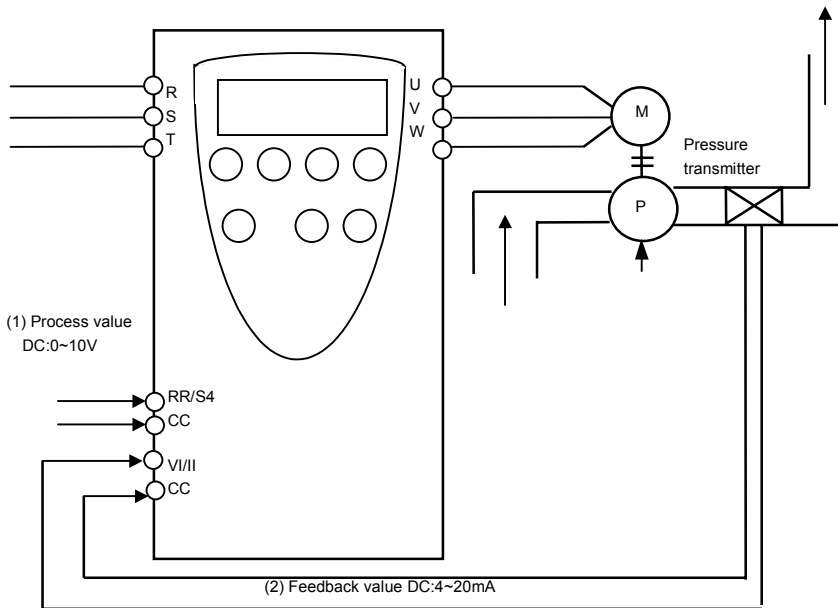 R
S
T
U
V
W
M
Pressure
transmitter
P
(1) Process value
DC:0~10V
RR/S4
CC
VI/II
CC
(2) Feedback value DC:4~20mA